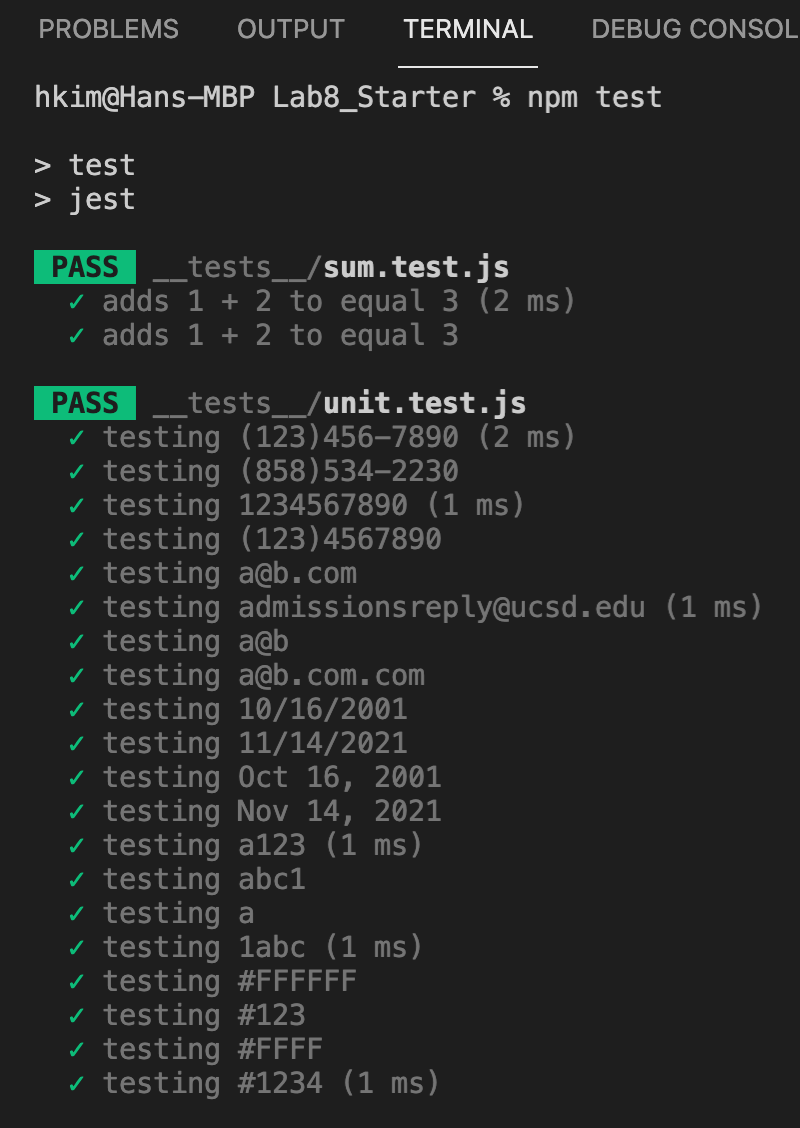 PROBLEMS OUTPUT TERMINAL DEBUG CONSOL
hkim@Hans-MBP Lab8_Starter % npm test
> test
> jest
PASS __tests__/sum.test.js
✓ adds 1 + 2 to equal 3 (2 ms)
✓ adds 1 + 2 to equal 3
PASS __tests__/unit.test.js
✓ testing (123)456-7890 (2 ms)
✓ testing (858)534-2230
✓ testing 1234567890 (1 ms)
✓ testing (123)4567890
✓ testing a@b.com
✓ testing admissionsreply@ucsd.edu (1 ms)
✓ testing a@b
✓ testing a@b.com.com
✓ testing 10/16/2001
✓ testing 11/14/2021
✓ testing Oct 16, 2001
✓ testing Nov 14, 2021
✓ testing a123 (1 ms)
✓ testing abc1
✓ testing a
✓ testing 1abc (1 ms)
✓ testing #FFFFFF
✓ testing #123
✓ testing #FFFF
✓ testing #1234 (1 ms)